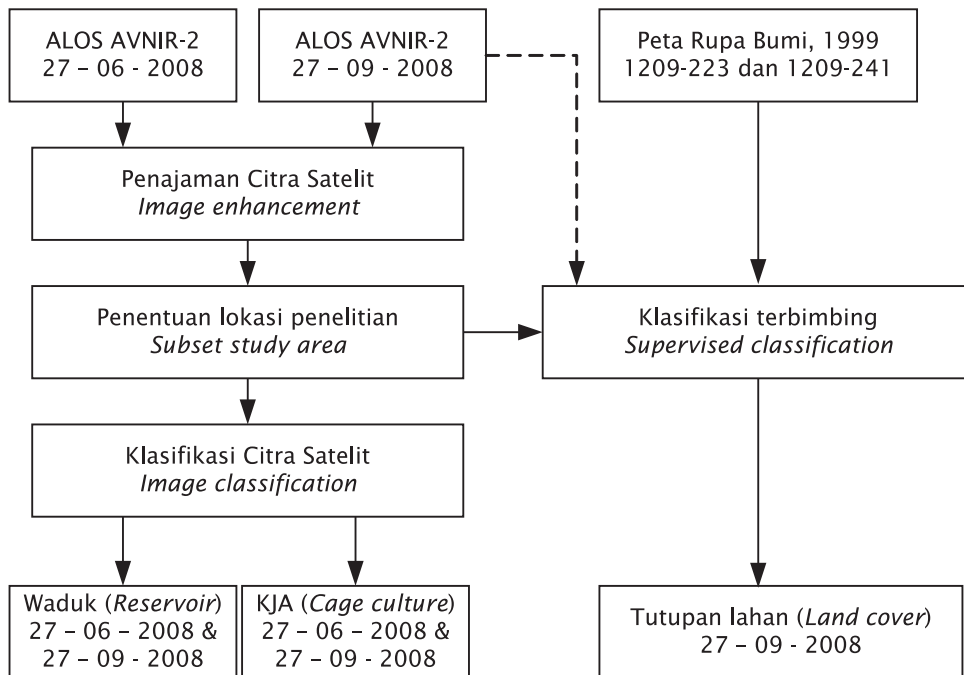 ALOS AVNIR-2
27 – 06 - 2008
ALOS AVNIR-2
27 – 09 - 2008
Peta Rupa Bumi, 1999
1209-223 dan 1209-241
Penajaman Citra Satelit
Image enhancement
Penentuan lokasi penelitian
Subset study area
Klasifikasi terbimbing
Supervised classification
Klasifikasi Citra Satelit
Image classification
Waduk (Reservoir)
27 – 06 – 2008 &
27 – 09 - 2008
KJA (Cage culture)
27 – 06 – 2008 &
27 – 09 - 2008
Tutupan lahan (Land cover)
27 – 09 - 2008